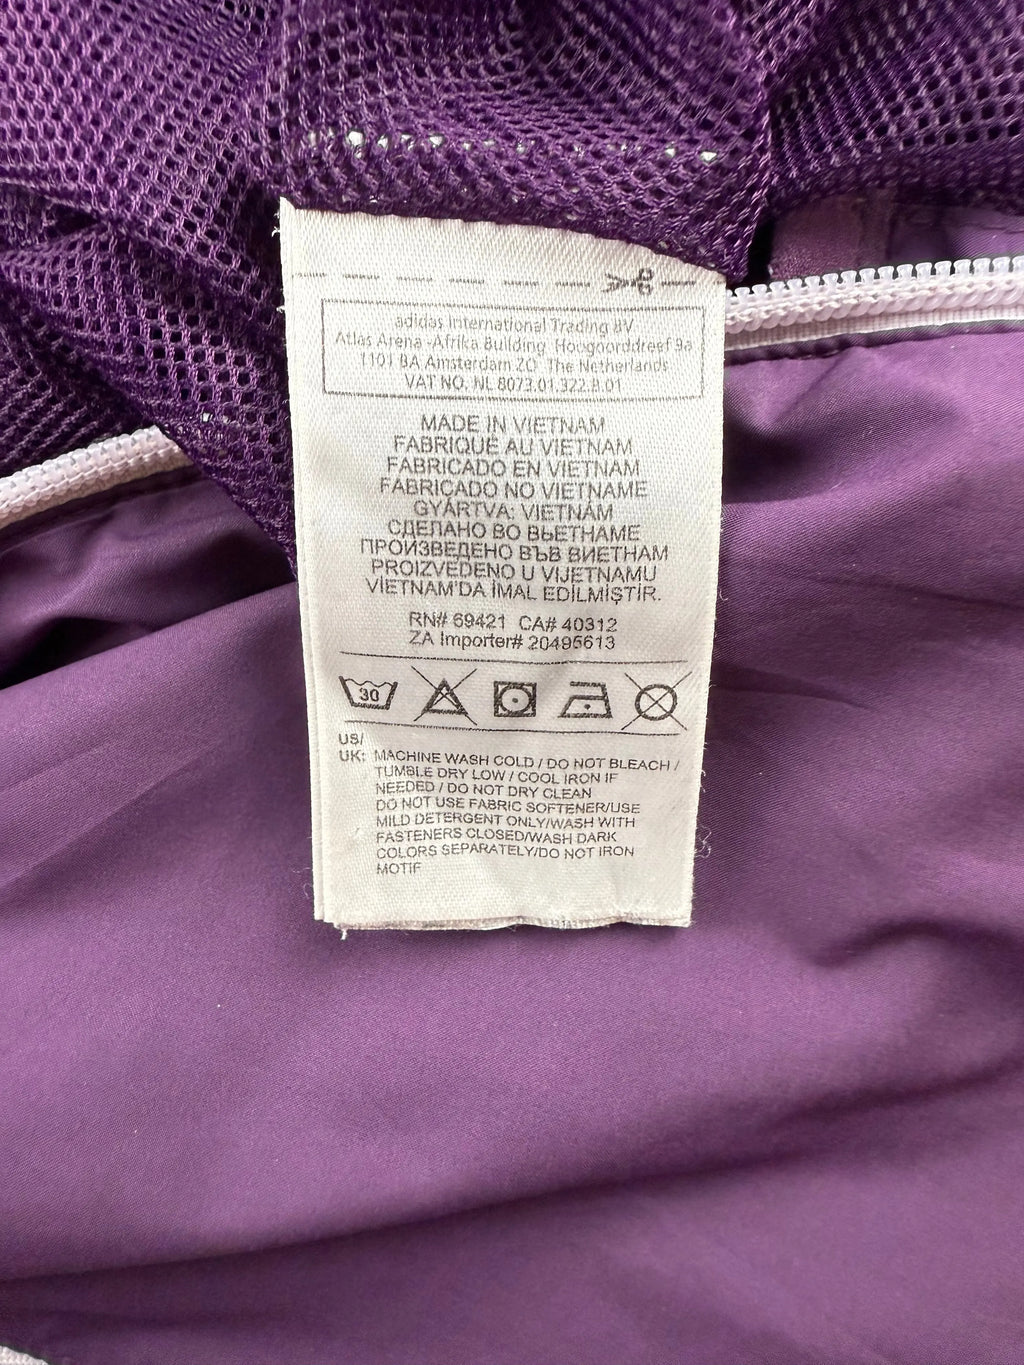 adidas International Trading BV
Atlas Arena -Afrika Building Hoogoorddreef 9a
1101 BA Amsterdam ZO The Netherlands
VAT NO. NL 8073.01.322.B.01
MADE IN VIETNAM
FABRIQUÉ AU VIETNAM
FABRICADO EN VIETNAM
FABRICADO NO VIETNAME
GYÁRTVA: VIETNÁM
СДЕЛАНО ВО ВЬЕТНАМЕ
ПРОИЗВЕДЕНО ВЪВ ВИЕТНАМ
PROIZVEDENO U VIJETNAMU
VİETNAM'DA İMAL EDİLMİŞTİR.
RN# 69421 CA# 40312
ZA Importer# 20495613
30
US/
UK: MACHINE WASH COLD / DO NOT BLEACH /
TUMBLE DRY LOW / COOL IRON IF
NEEDED / DO NOT DRY CLEAN
DO NOT USE FABRIC SOFTENER/USE
MILD DETERGENT ONLY/WASH WITH
FASTENERS CLOSED/WASH DARK
COLORS SEPARATELY/DO NOT IRON
MOTIF